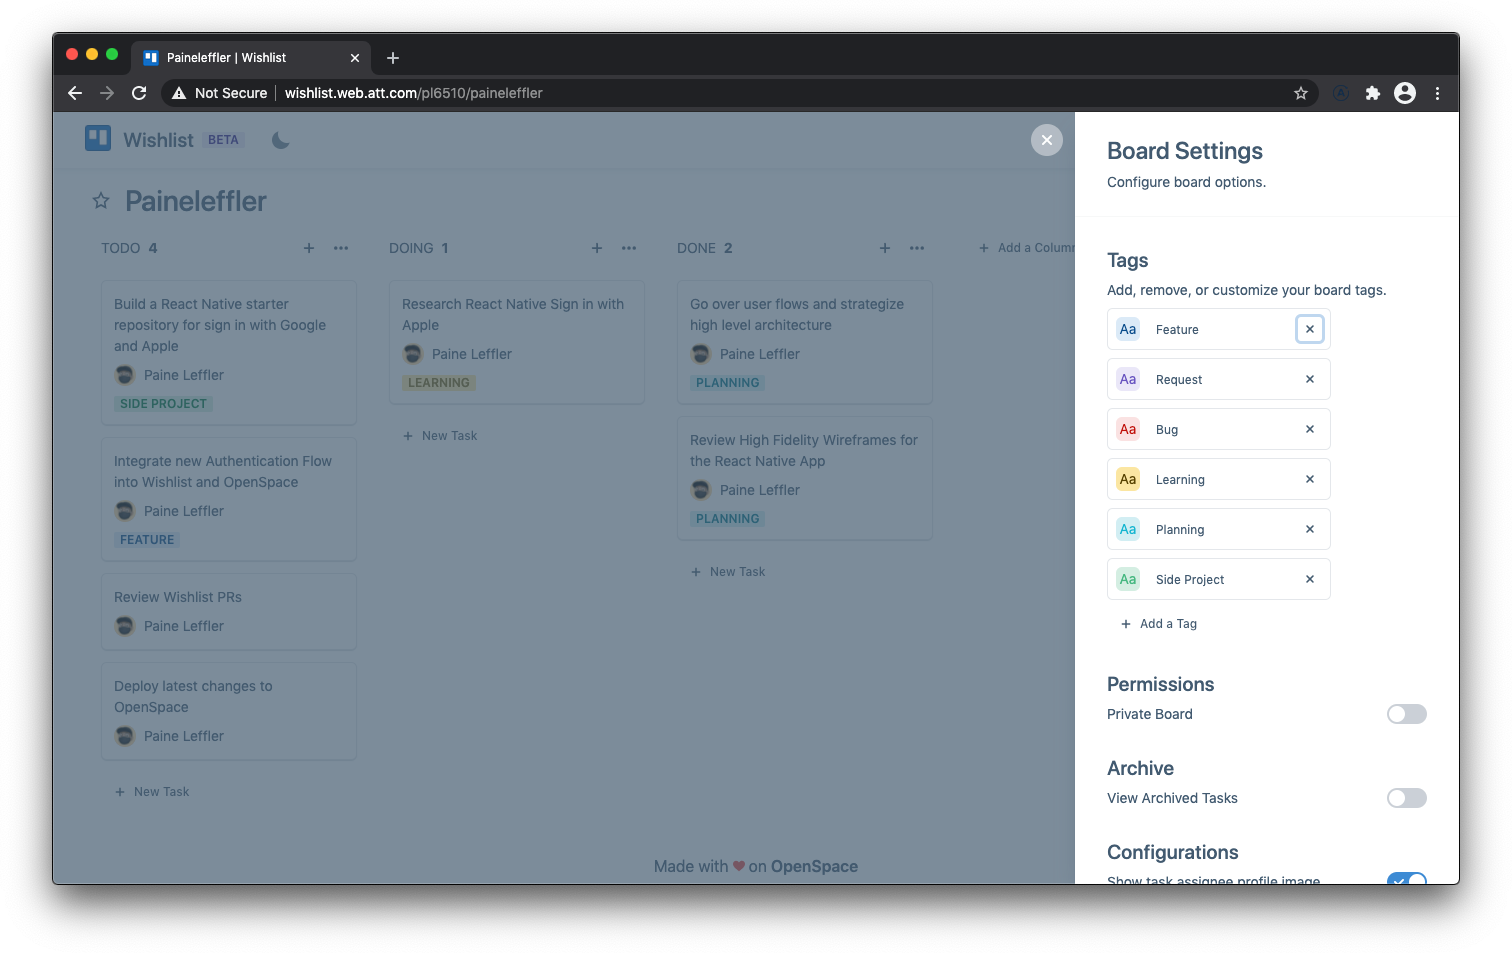 Paineleffler | Wishlist
Not Secure
wishlist.web.att.com/pl6510/paineleffler
Wishlist BETA
Paineleffler
TODO 4
Build a React Native starter
repository for sign in with Google
and Apple
Paine Leffler
SIDE PROJECT
Integrate new Authentication Flow
into Wishlist and OpenSpace
Paine Leffler
FEATURE
Review Wishlist PRs
Paine Leffler
Deploy latest changes to
OpenSpace
Paine Leffler
+ New Task
DOING 1
Research React Native Sign in with
Apple
Paine Leffler
LEARNING
+ New Task
DONE 2
Go over user flows and strategize
high level architecture
Paine Leffler
PLANNING
Review High Fidelity Wireframes for
the React Native App
Paine Leffler
PLANNING
+ New Task
+ Add a Colum
Made with ❤ on OpenSpace
Board Settings
Configure board options.
Tags
Add, remove, or customize your board tags.
Aa Feature
Aa Request
Aa Bug
Aa Learning
Aa Planning
Aa Side Project
+ Add a Tag
Permissions
Private Board
Archive
View Archived Tasks
Configurations
Show task assignee profile image